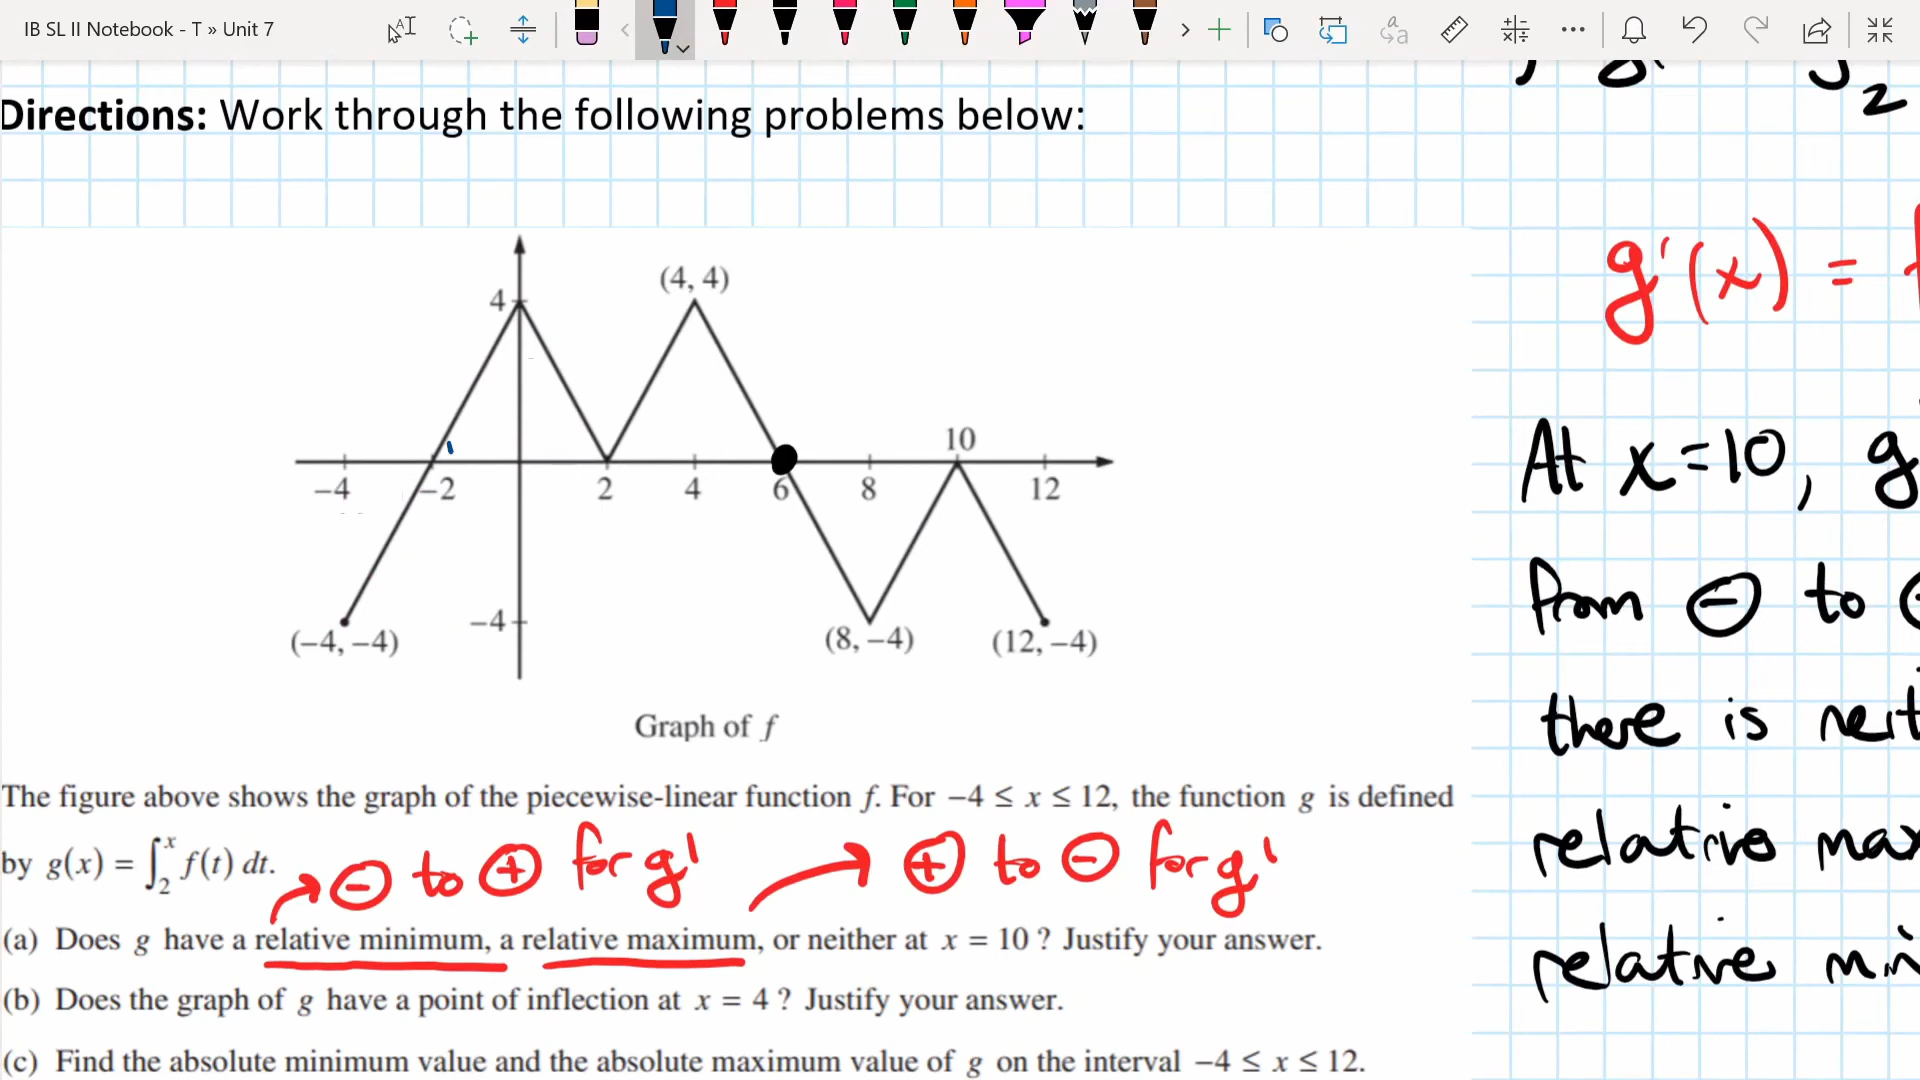 IB SL II Notebook - T » Unit 7
Directions: Work through the following problems below:
2
g'(x) =
(4, 4)
4
10
-4 -2 2 4 6 8 12
-4
(-4, -4) (8, -4) (12, -4)
Graph of f
At x=10, g
from ⊖ to
there is
relative
relative
The figure above shows the graph of the piecewise-linear function f. For −4 ≤ x ≤ 12, the function g is defined
by g(x) = ∫₂ˣ f(t) dt.
⊖ to ⊕ for g' ⊕ to ⊖ for g'
(a) Does g have a relative minimum, a relative maximum, or neither at x = 10 ? Justify your answer.
(b) Does the graph of g have a point of inflection at x = 4 ? Justify your answer.
(c) Find the absolute minimum value and the absolute maximum value of g on the interval −4 ≤ x ≤ 12.